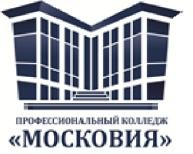 ПРОФЕССИОНАЛЬНЫЙ КОЛЛЕДЖ
«МОСКОВИЯ»